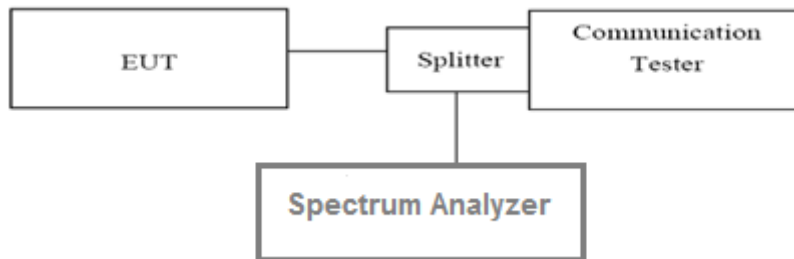 EUT
Splitter
Communication
Tester
Spectrum Analyzer